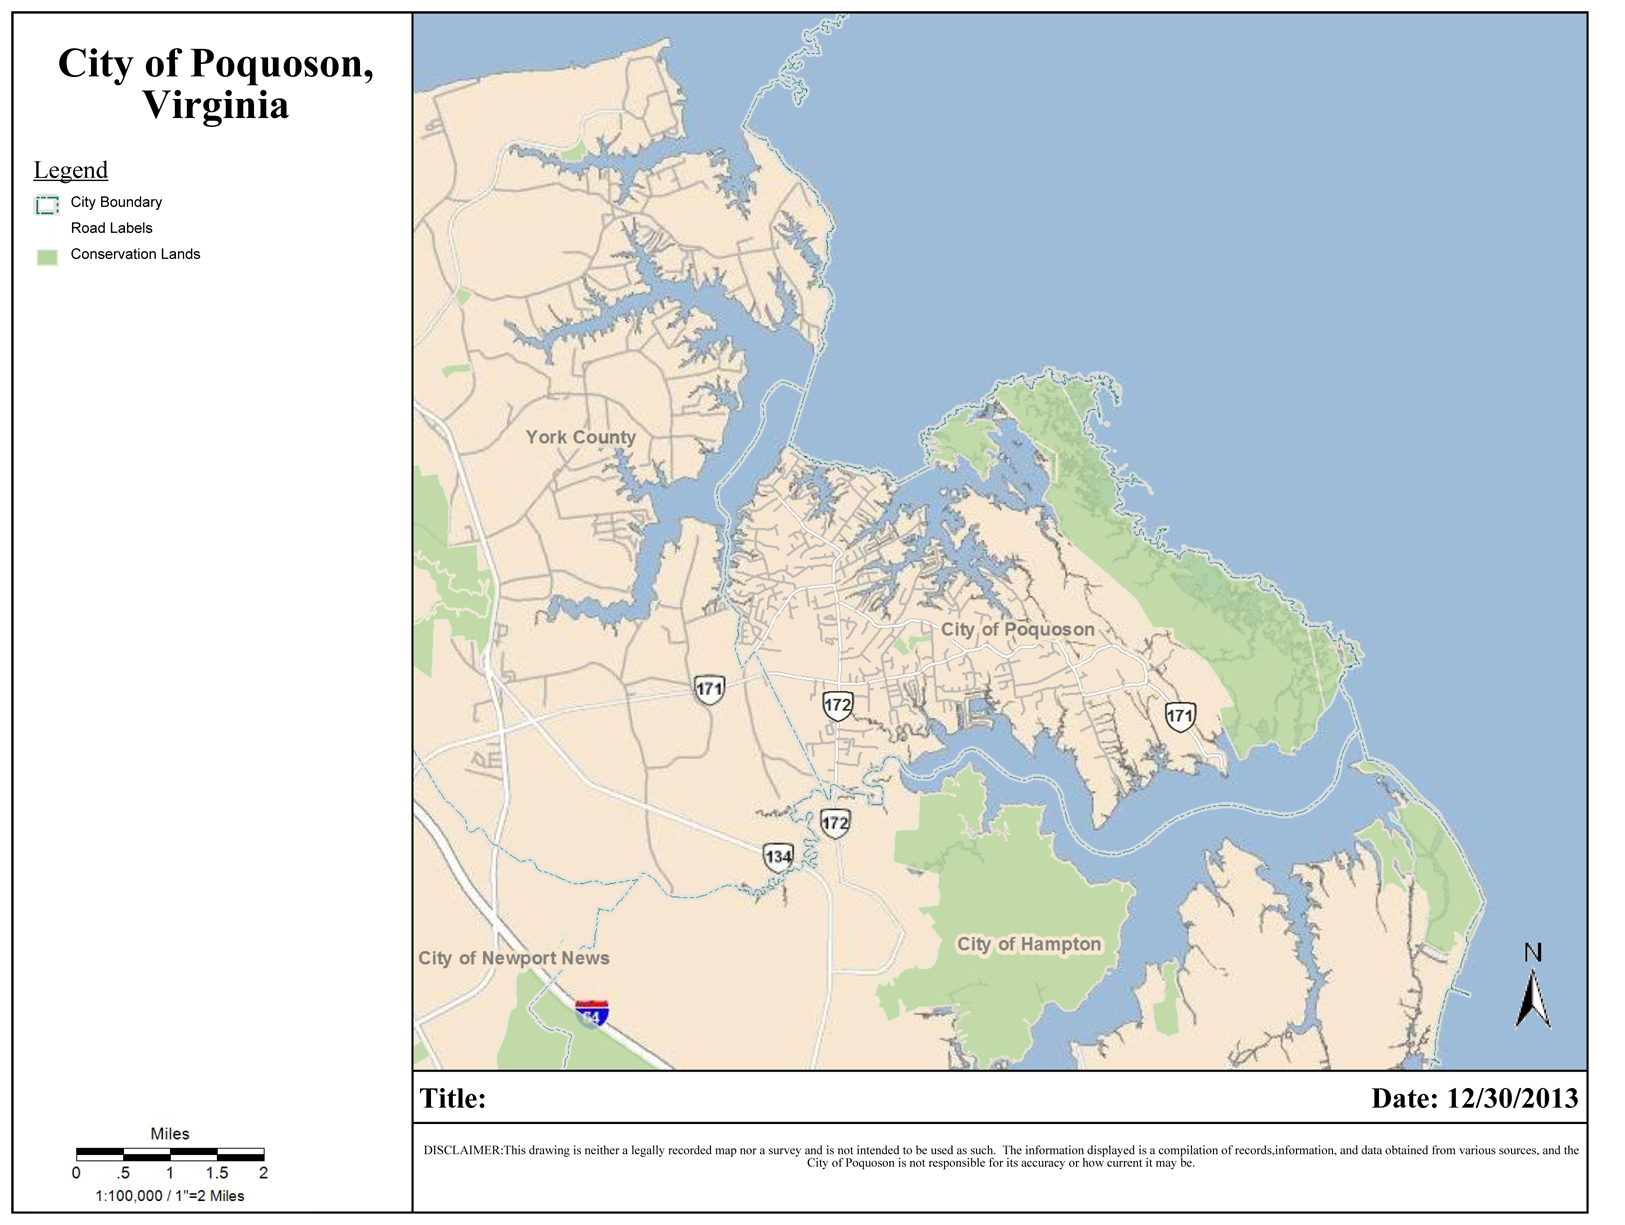 City of Poquoson,
Virginia
Legend
City Boundary
Road Labels
Conservation Lands
York County
City of Poquoson
171
172
171
172
134
City of Hampton
City of Newport News
64
N
Miles
0 .5 1 1.5 2
1:100,000 / 1"=2 Miles
Title:
Date: 12/30/2013
DISCLAIMER:This drawing is neither a legally recorded map nor a survey and is not intended to be used as such. The information displayed is a compilation of records,information, and data obtained from various sources, and the
City of Poquoson is not responsible for its accuracy or how current it may be.